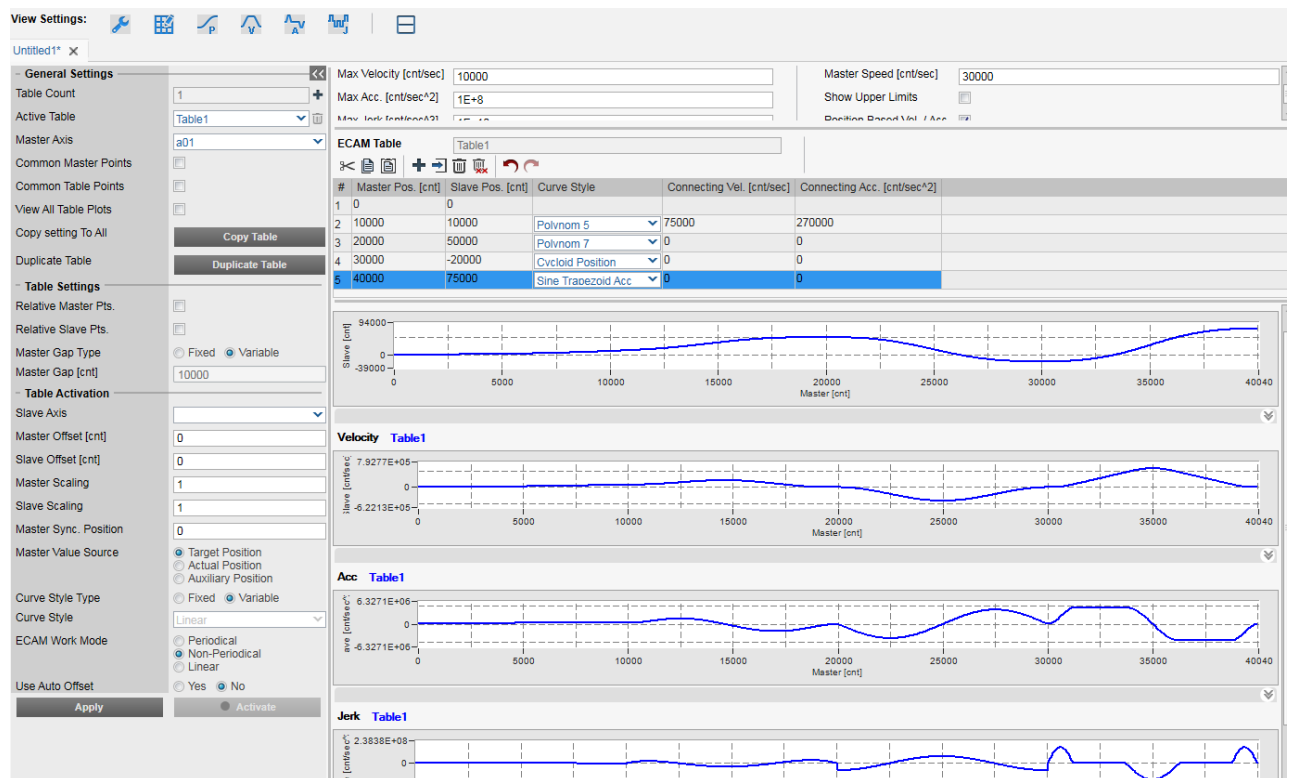 View Settings:
P V A J
Untitled1* X
- General Settings
Table Count 1
Active Table Table1
Master Axis a01
Common Master Points
Common Table Points
View All Table Plots
Copy setting To All Copy Table
Duplicate Table Duplicate Table
- Table Settings
Relative Master Pts.
Relative Slave Pts.
Master Gap Type Fixed Variable
Master Gap [cnt] 10000
- Table Activation
Slave Axis
Master Offset [cnt] 0
Slave Offset [cnt] 0
Master Scaling 1
Slave Scaling 1
Master Sync. Position 0
Master Value Source Target Position
Actual Position
Auxiliary Position
Curve Style Type Fixed Variable
Curve Style Linear
ECAM Work Mode Periodical
Non-Periodical
Linear
Use Auto Offset Yes No
Apply Activate
Max Velocity [cnt/sec] 10000 Master Speed [cnt/sec] 30000
Max Acc. [cnt/sec^2] 1E+8 Show Upper Limits
Max Jerk [cnt/sec^3] Position Based Vel. / Acc
ECAM Table Table1
# Master Pos. [cnt] Slave Pos. [cnt] Curve Style Connecting Vel. [cnt/sec] Connecting Acc. [cnt/sec^2]
1 0 0
2 10000 10000 Polynom 5 75000 270000
3 20000 50000 Polynom 7 0 0
4 30000 -20000 Cycloid Position 0 0
5 40000 75000 Sine Trapezoid Acc 0 0
Slave [cnt]
94000
0
-39000
0 5000 10000 15000 20000 25000 30000 35000 40040
Master [cnt]
Velocity Table1
7.9277E+05
0
-6.2213E+05
0 5000 10000 15000 20000 25000 30000 35000 40040
Master [cnt]
Acc Table1
6.3271E+06
0
-6.3271E+06
0 5000 10000 15000 20000 25000 30000 35000 40040
Master [cnt]
Jerk Table1
2.3838E+08
0